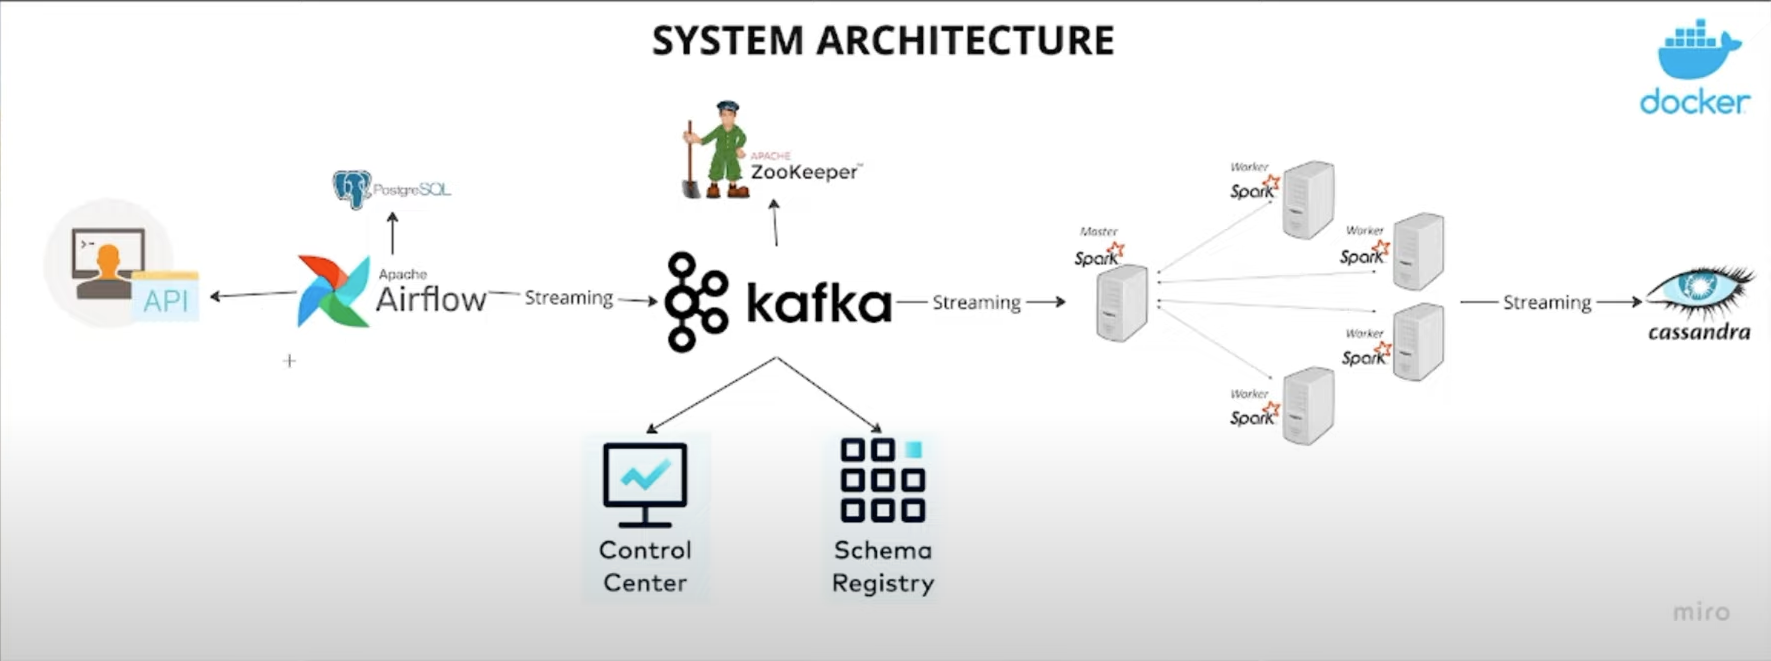 SYSTEM ARCHITECTURE
docker
APACHE
ZooKeeper™
PostgreSQL
>-
API
Apache
Airflow
Streaming
kafka
Streaming
Master
Spark
Worker
Spark
Worker
Spark
Worker
Spark
Worker
Spark
Streaming
cassandra
Control
Center
Schema
Registry
miro